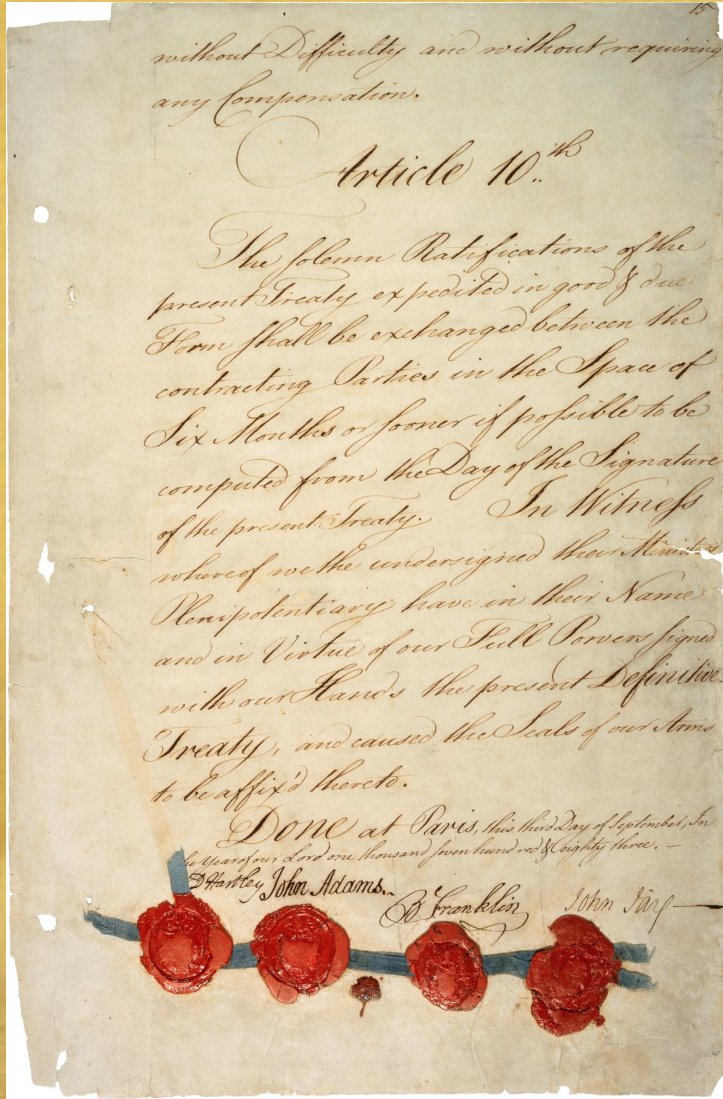 15
without Difficulty and without requiring
any Compensation.
Article 10.th
The solemn Ratifications of the
present Treaty expedited in good & due
Form shall be exchanged between the
contracting Parties in the Space of
Six Months or sooner if possible to be
computed from the Day of the Signature
of the present Treaty. In Witness
whereof we the undersigned their Ministers
Plenipotentiary have in their Name
and in Virtue of our Full Powers signed
with our Hands the present Definitive
Treaty, and caused the Seals of our Arms
to be affix'd thereto.
DONE at Paris, this third Day of September, In
the Year of our Lord one thousand seven hundred & eighty three. —
D Hartley John Adams. B Franklin John Jay —